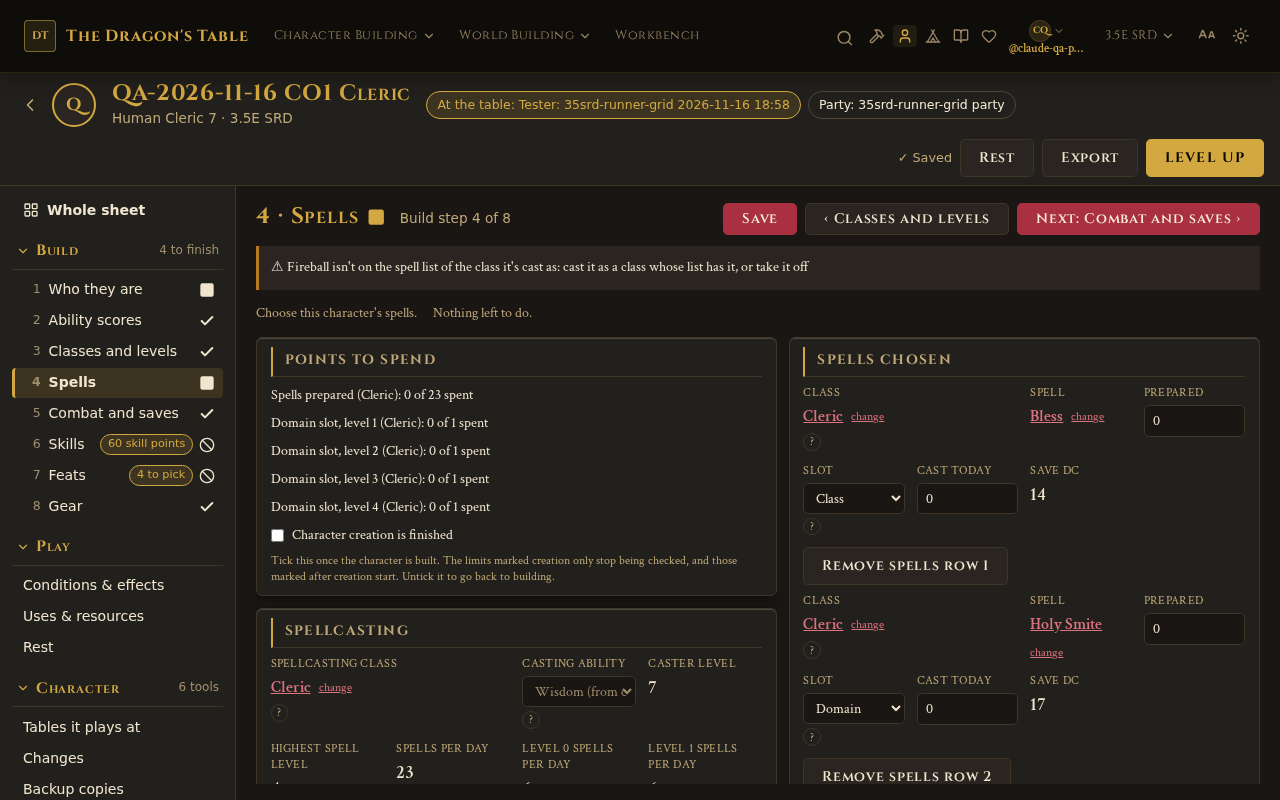 DT The Dragon's Table Character Building World Building Workbench CQ @claude-qa-p... 3.5E SRD AA
Q QA-2026-11-16 CO1 Cleric
Human Cleric 7 · 3.5E SRD
At the table: Tester: 35srd-runner-grid 2026-11-16 18:58
Party: 35srd-runner-grid party
✓ Saved Rest Export Level Up
Whole sheet
Build 4 to finish
1 Who they are
2 Ability scores
3 Classes and levels
4 Spells
5 Combat and saves
6 Skills 60 skill points
7 Feats 4 to pick
8 Gear
Play
Conditions & effects
Uses & resources
Rest
Character 6 tools
Tables it plays at
Changes
Backup copies
4 · Spells Build step 4 of 8
Save ‹ Classes and levels Next: Combat and saves ›
⚠ Fireball isn't on the spell list of the class it's cast as: cast it as a class whose list has it, or take it off
Choose this character's spells. Nothing left to do.
Points to spend
Spells prepared (Cleric): 0 of 23 spent
Domain slot, level 1 (Cleric): 0 of 1 spent
Domain slot, level 2 (Cleric): 0 of 1 spent
Domain slot, level 3 (Cleric): 0 of 1 spent
Domain slot, level 4 (Cleric): 0 of 1 spent
Character creation is finished
Tick this once the character is built. The limits marked creation only stop being checked, and those
marked after creation start. Untick it to go back to building.
Spellcasting
SPELLCASTING CLASS CASTING ABILITY CASTER LEVEL
Cleric change Wisdom (from 7
? ?
HIGHEST SPELL LEVEL
SPELLS PER DAY
23
LEVEL 0 SPELLS PER DAY
LEVEL 1 SPELLS PER DAY
Spells chosen
CLASS SPELL PREPARED
Cleric change Bless change 0
?
SLOT CAST TODAY SAVE DC
Class 0 14
?
Remove spells row 1
CLASS SPELL PREPARED
Cleric change Holy Smite change 0
?
SLOT CAST TODAY SAVE DC
Domain 0 17
?
Remove spells row 2